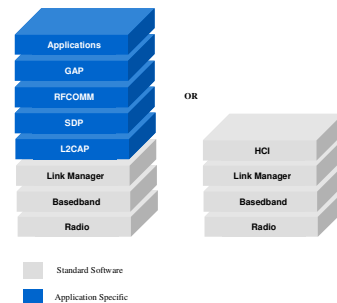 Applications
GAP
RFCOMM
SDP
L2CAP
Link Manager
Basedband
Radio
OR
HCI
Link Manager
Basedband
Radio
Standard Software
Application Specific